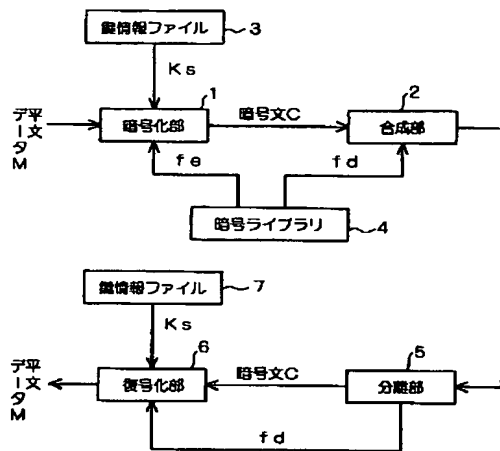 鍵情報ファイル
3
Ks
1
2
平文
データM
暗号化部
暗号文C
合成部
fe
fd
暗号ライブラリ
4
鍵情報ファイル
7
Ks
6
5
平文
データM
復号化部
暗号文C
分離部
fd